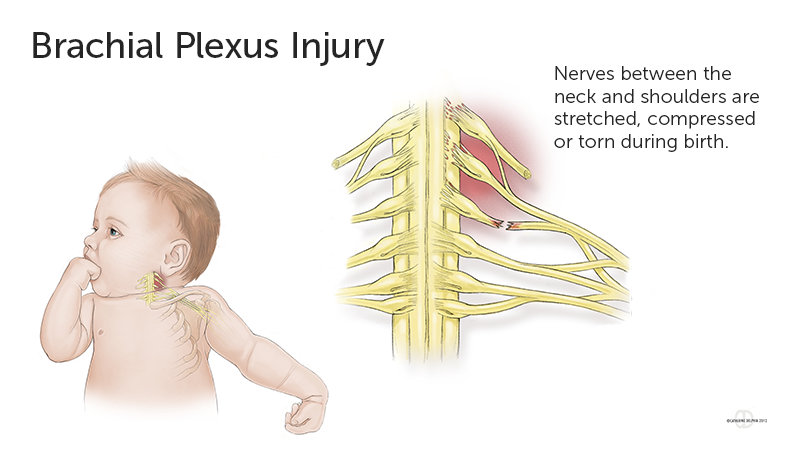 Brachial Plexus Injury
Nerves between the
neck and shoulders are
stretched, compressed
or torn during birth.